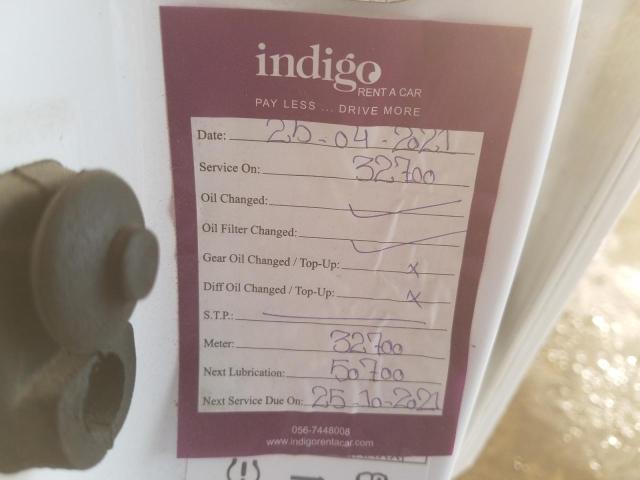 indigo
RENT A CAR
PAY LESS ... DRIVE MORE
Date: 25-04-2021
Service On: 32700
Oil Changed: ✓
Oil Filter Changed: ✓
Gear Oil Changed / Top-Up: x
Diff Oil Changed / Top-Up: x
S.T.P.:
Meter: 32700
Next Lubrication: 50700
Next Service Due On: 25-10-2021
056-7448008
www.indigorentacar.com